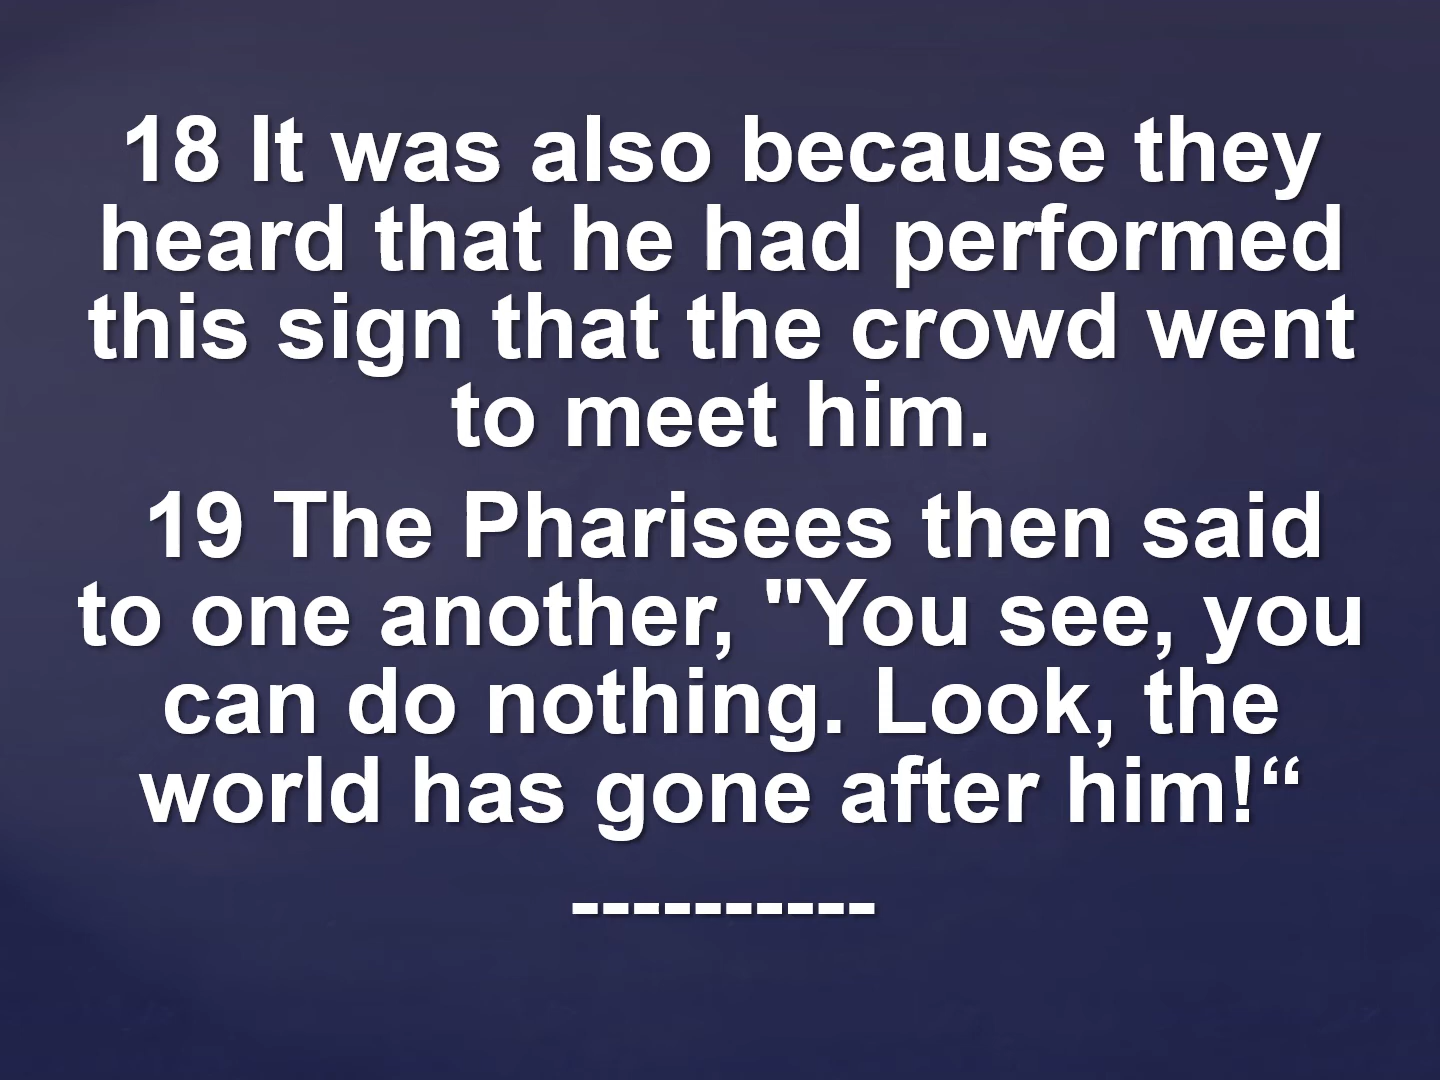 18 It was also because they
heard that he had performed
this sign that the crowd went
to meet him.
19 The Pharisees then said
to one another, "You see, you
can do nothing. Look, the
world has gone after him!“
----------